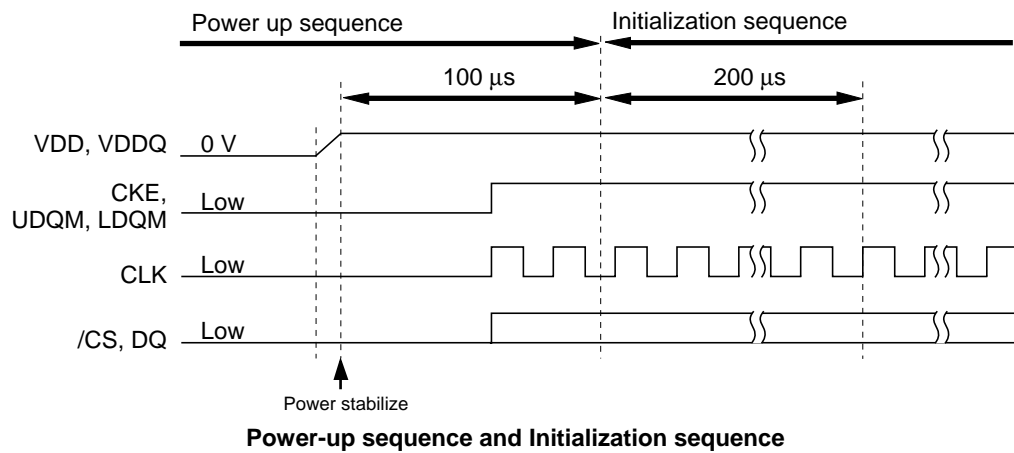 Power up sequence
Initialization sequence
100 μs
200 μs
VDD, VDDQ
0 V
CKE,
UDQM, LDQM
Low
CLK
Low
/CS, DQ
Low
Power stabilize
Power-up sequence and Initialization sequence